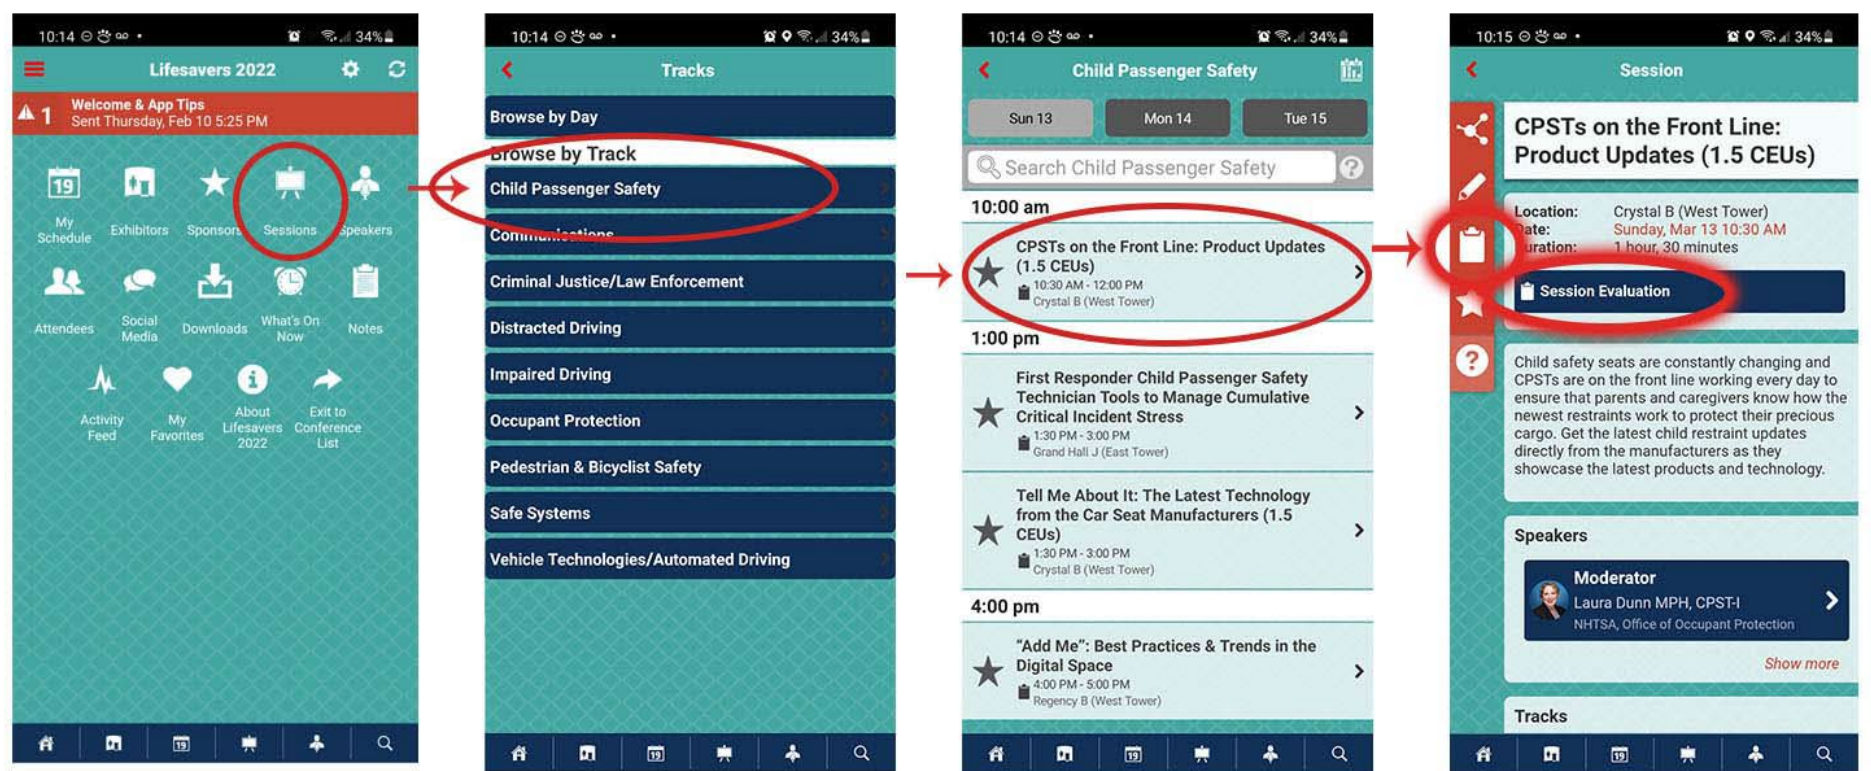 10:14
34%
Lifesavers 2022
1
Welcome & App Tips
Sent Thursday, Feb 10 5:25 PM
19
My
Schedule
Exhibitors
Sponsors
Sessions
Speakers
Attendees
Social
Media
Downloads
What's On
Now
Notes
Activity
Feed
My
Favorites
About
Lifesavers
2022
Exit to
Conference
List
19
10:14
34%
Tracks
Browse by Day
Browse by Track
Child Passenger Safety
Communications
Criminal Justice/Law Enforcement
Distracted Driving
Impaired Driving
Occupant Protection
Pedestrian & Bicyclist Safety
Safe Systems
Vehicle Technologies/Automated Driving
19
10:14
34%
Child Passenger Safety
Sun 13
Mon 14
Tue 15
Search Child Passenger Safety
?
10:00 am
CPSTs on the Front Line: Product Updates
(1.5 CEUs)
10:30 AM - 12:00 PM
Crystal B (West Tower)
1:00 pm
First Responder Child Passenger Safety
Technician Tools to Manage Cumulative
Critical Incident Stress
1:30 PM - 3:00 PM
Grand Hall J (East Tower)
Tell Me About It: The Latest Technology
from the Car Seat Manufacturers (1.5
CEUs)
1:30 PM - 3:00 PM
Crystal B (West Tower)
4:00 pm
“Add Me”: Best Practices & Trends in the
Digital Space
4:00 PM - 5:00 PM
Regency B (West Tower)
19
10:15
34%
Session
CPSTs on the Front Line:
Product Updates (1.5 CEUs)
Location: Crystal B (West Tower)
Date: Sunday, Mar 13 10:30 AM
Duration: 1 hour, 30 minutes
Session Evaluation
?
Child safety seats are constantly changing and
CPSTs are on the front line working every day to
ensure that parents and caregivers know how the
newest restraints work to protect their precious
cargo. Get the latest child restraint updates
directly from the manufacturers as they
showcase the latest products and technology.
Speakers
Moderator
Laura Dunn MPH, CPST-I
NHTSA, Office of Occupant Protection
Show more
Tracks
19